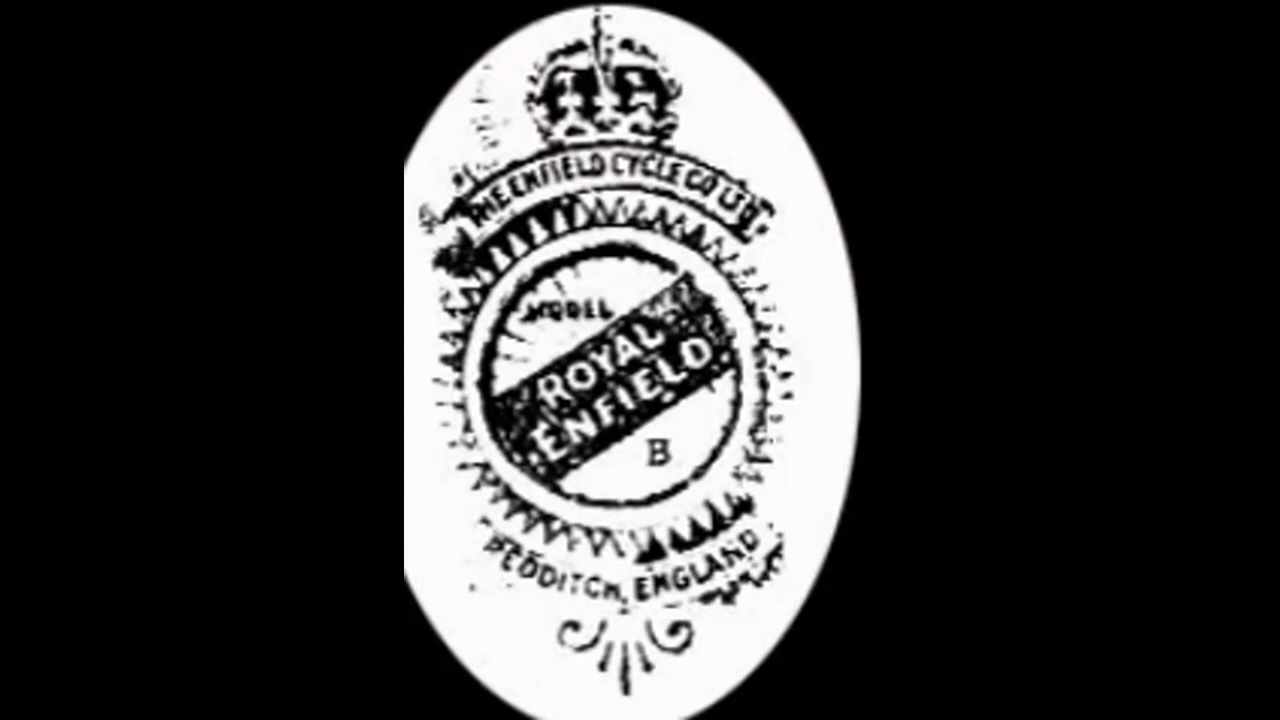 THE ENFIELD CYCLE CO LTD
MODEL
ROYAL
ENFIELD
B
REDDITCH, ENGLAND